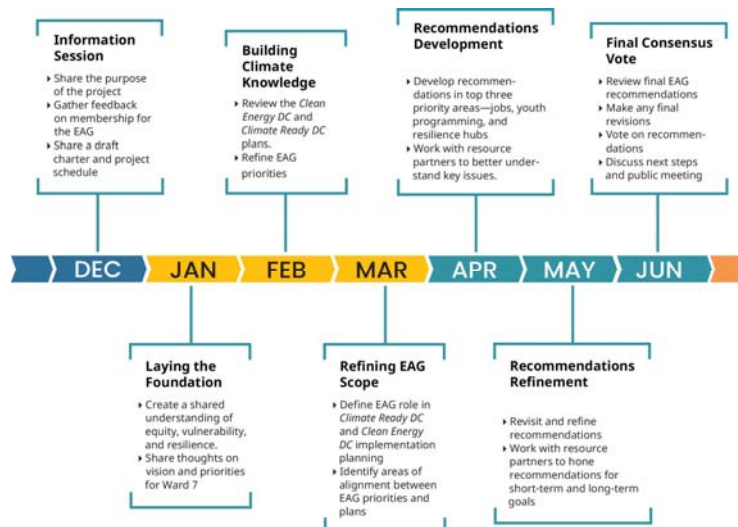 Information
Session
Share the purpose
of the project
Gather feedback
on membership for
the EAG
Share a draft
charter and project
schedule
Building
Climate
Knowledge
Review the Clean
Energy DC and
Climate Ready DC
plans.
Refine EAG
priorities
Recommendations
Development
Develop recommen-
dations in top three
priority areas—jobs, youth
programming, and
resilience hubs
Work with resource
partners to better under-
stand key issues.
Final Consensus
Vote
Review final EAG
recommendations
Make any final
revisions
Vote on recommen-
dations
Discuss next steps
and public meeting
DEC JAN FEB MAR APR MAY JUN
Laying the
Foundation
Create a shared
understanding of
equity, vulnerability,
and resilience.
Share thoughts on
vision and priorities
for Ward 7
Refining EAG
Scope
Define EAG role in
Climate Ready DC
and Clean Energy
DC implementation
planning
Identify areas of
alignment between
EAG priorities and
plans
Recommendations
Refinement
Revisit and refine
recommendations
Work with resource
partners to hone
recommendations for
short-term and long-term
goals